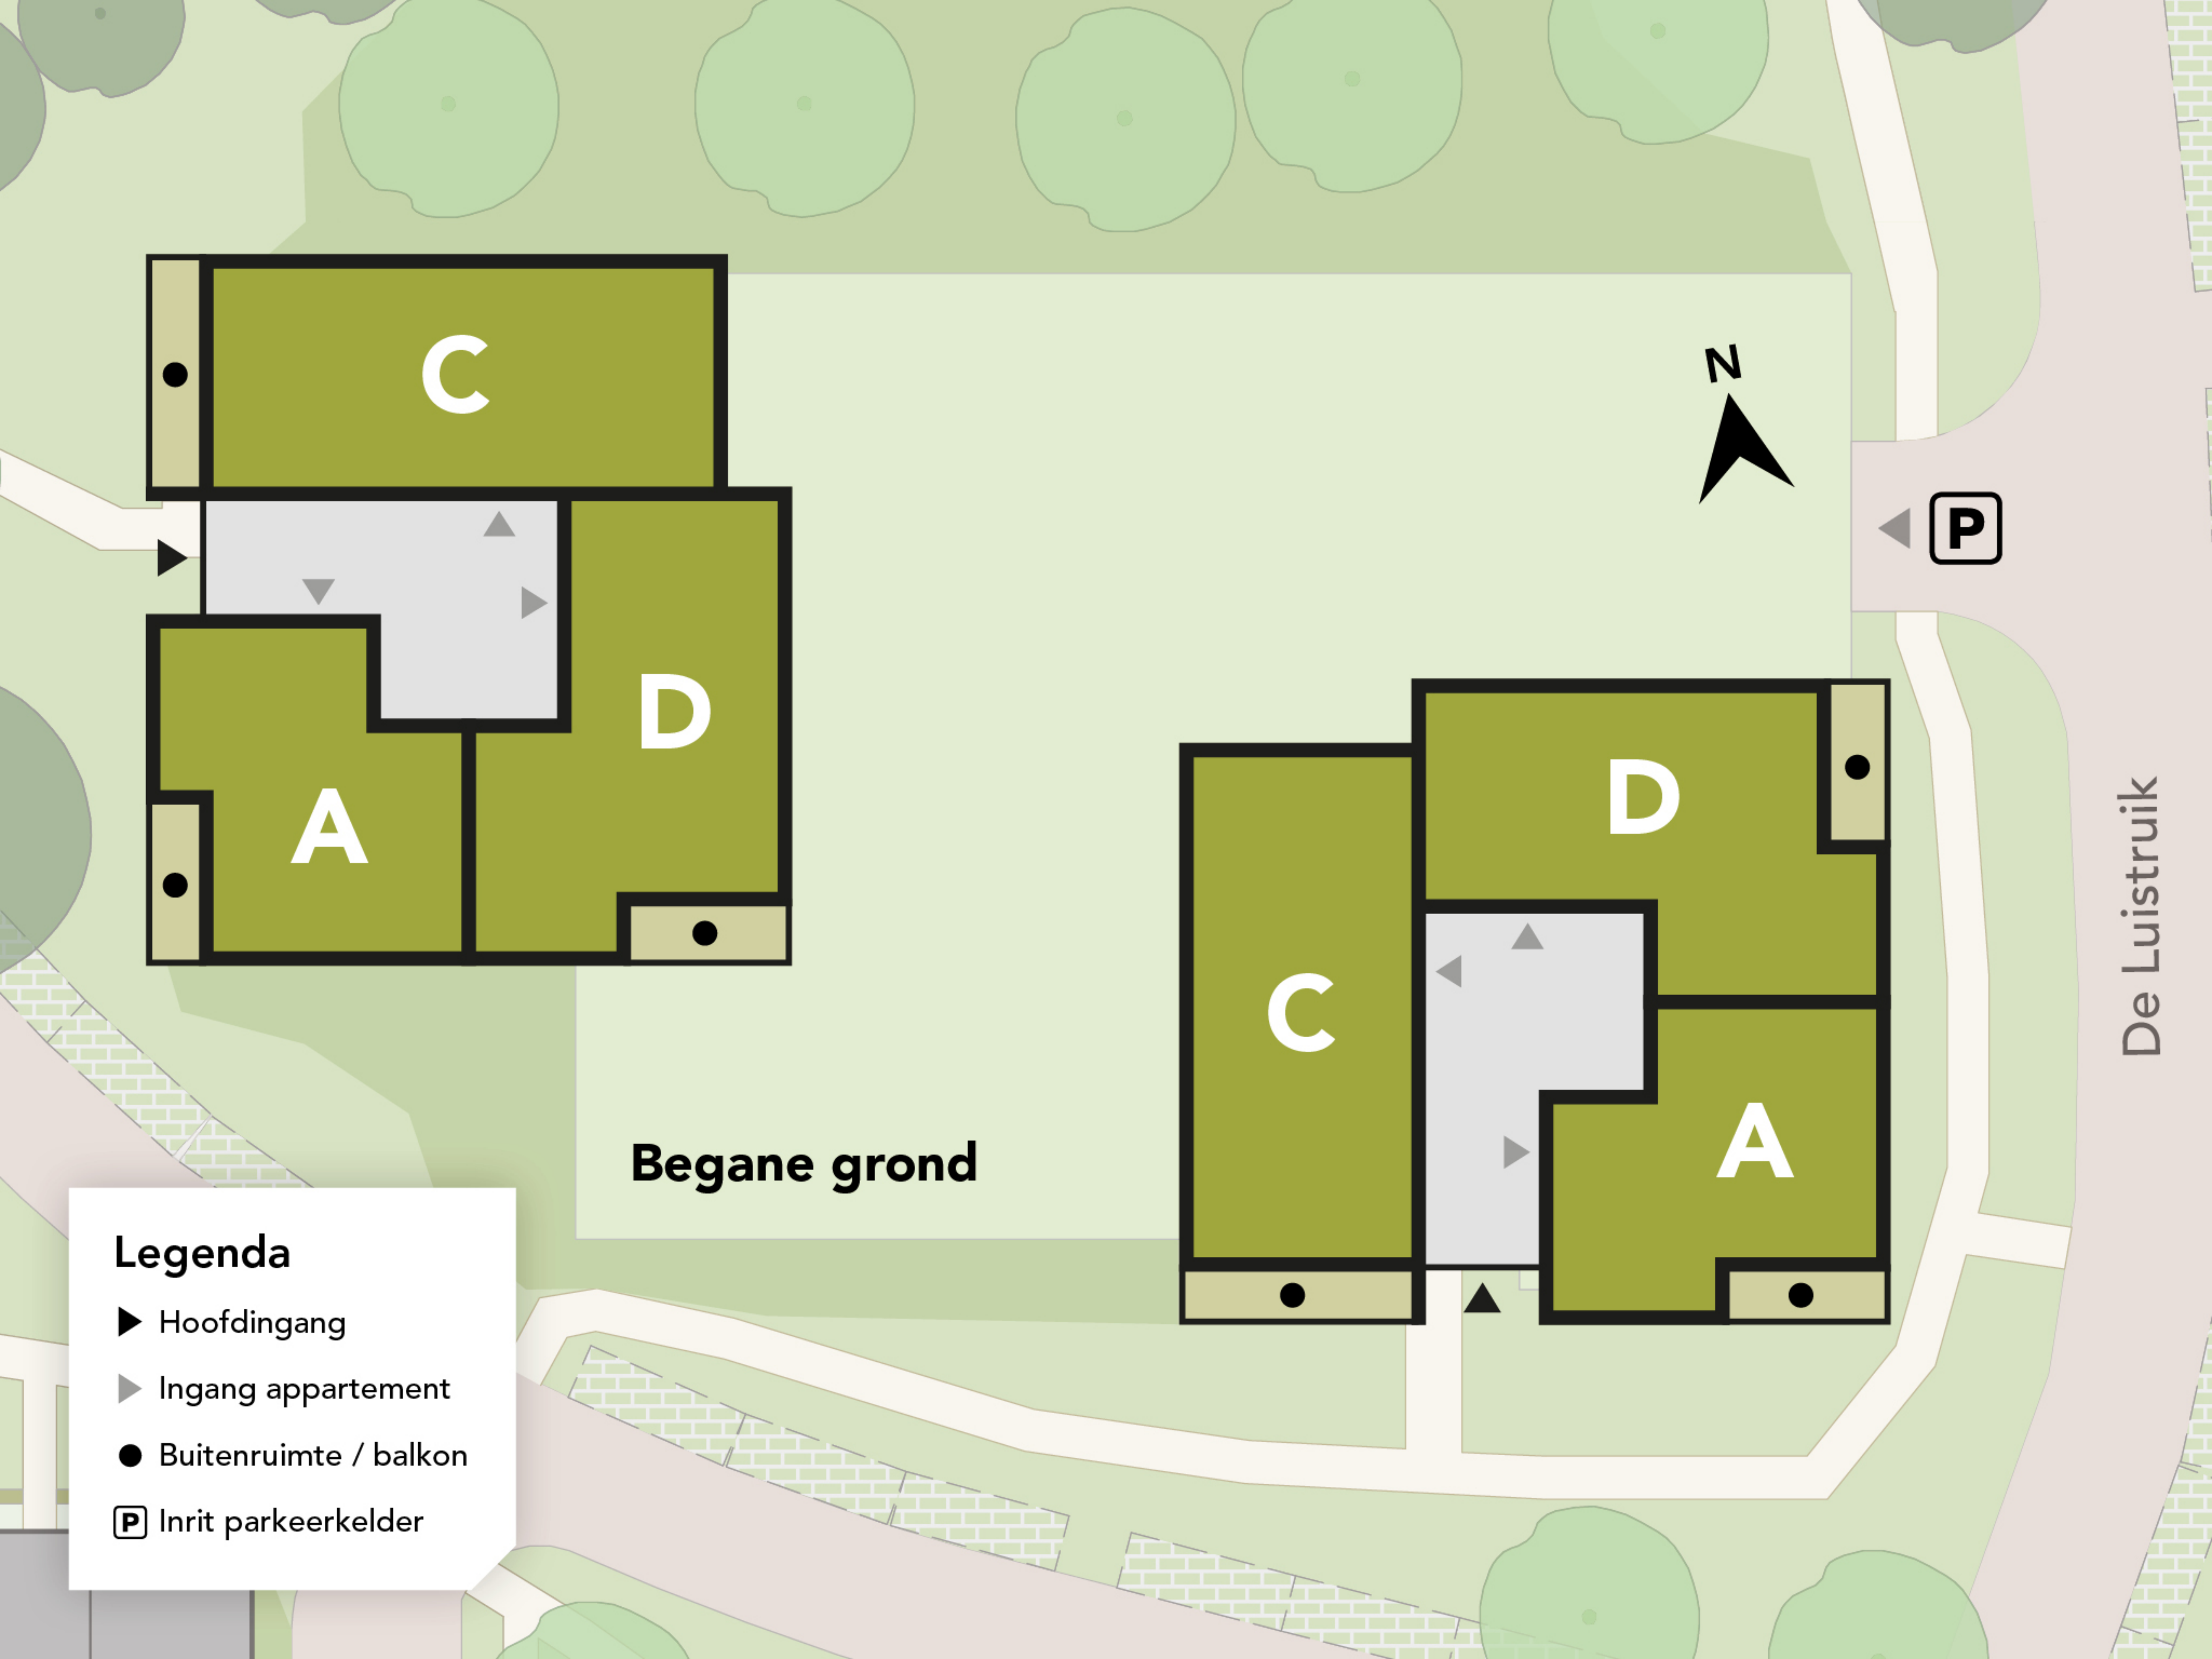 C
N
P
D
A
D
C
A
De Luistruik
Begane grond
Legenda
Hoofdingang
Ingang appartement
Buitenruimte / balkon
P Inrit parkeerkelder